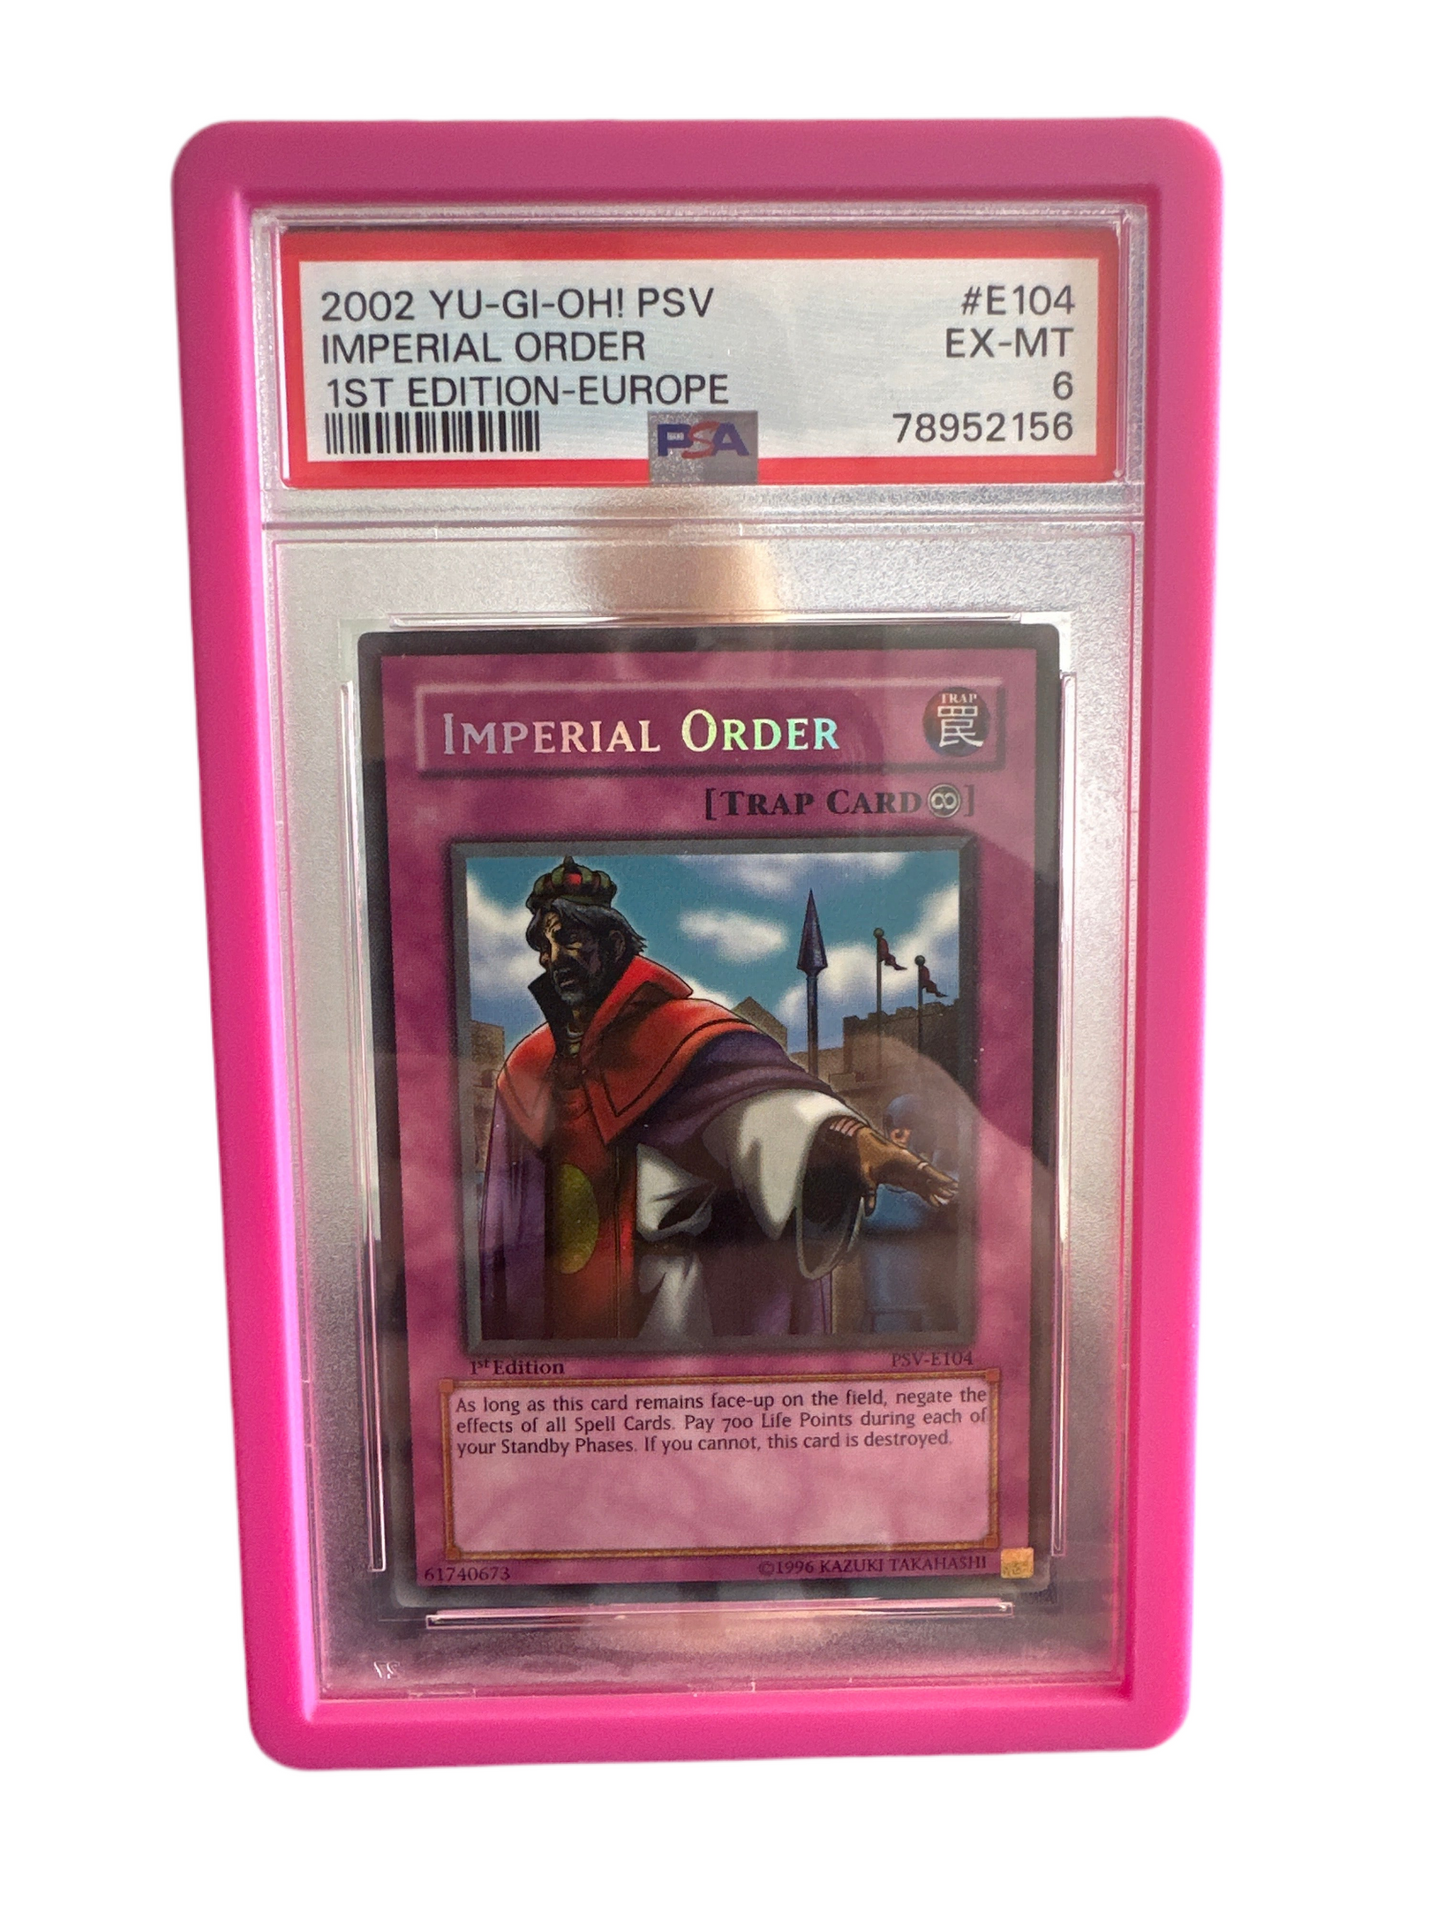 2002 YU-GI-OH! PSV #E104
IMPERIAL ORDER EX-MT
1ST EDITION-EUROPE 6
PSA 78952156
IMPERIAL ORDER
TRAP
罠
[TRAP CARD∞]
1st Edition PSV-E104
As long as this card remains face-up on the field, negate the
effects of all Spell Cards. Pay 700 Life Points during each of
your Standby Phases. If you cannot, this card is destroyed.
61740673 ©1996 KAZUKI TAKAHASHI